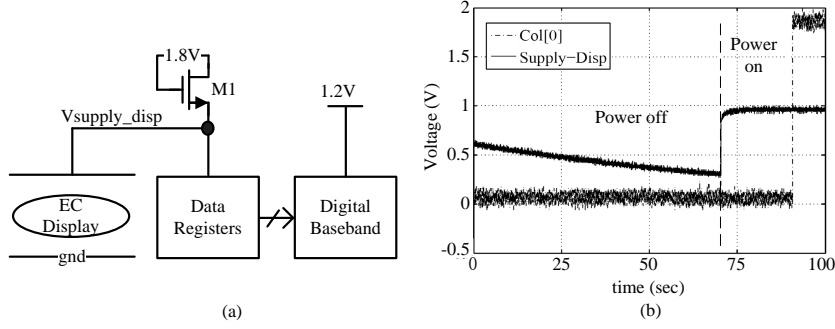 1.8V
M1
Vsupply_disp
1.2V
EC
Display
gnd
Data
Registers
Digital
Baseband
(a)
Col[0]
Supply-Disp
Power
on
Power off
Voltage (V)
2
1.5
1
0.5
0
-0.5
0
25
50
75
100
time (sec)
(b)